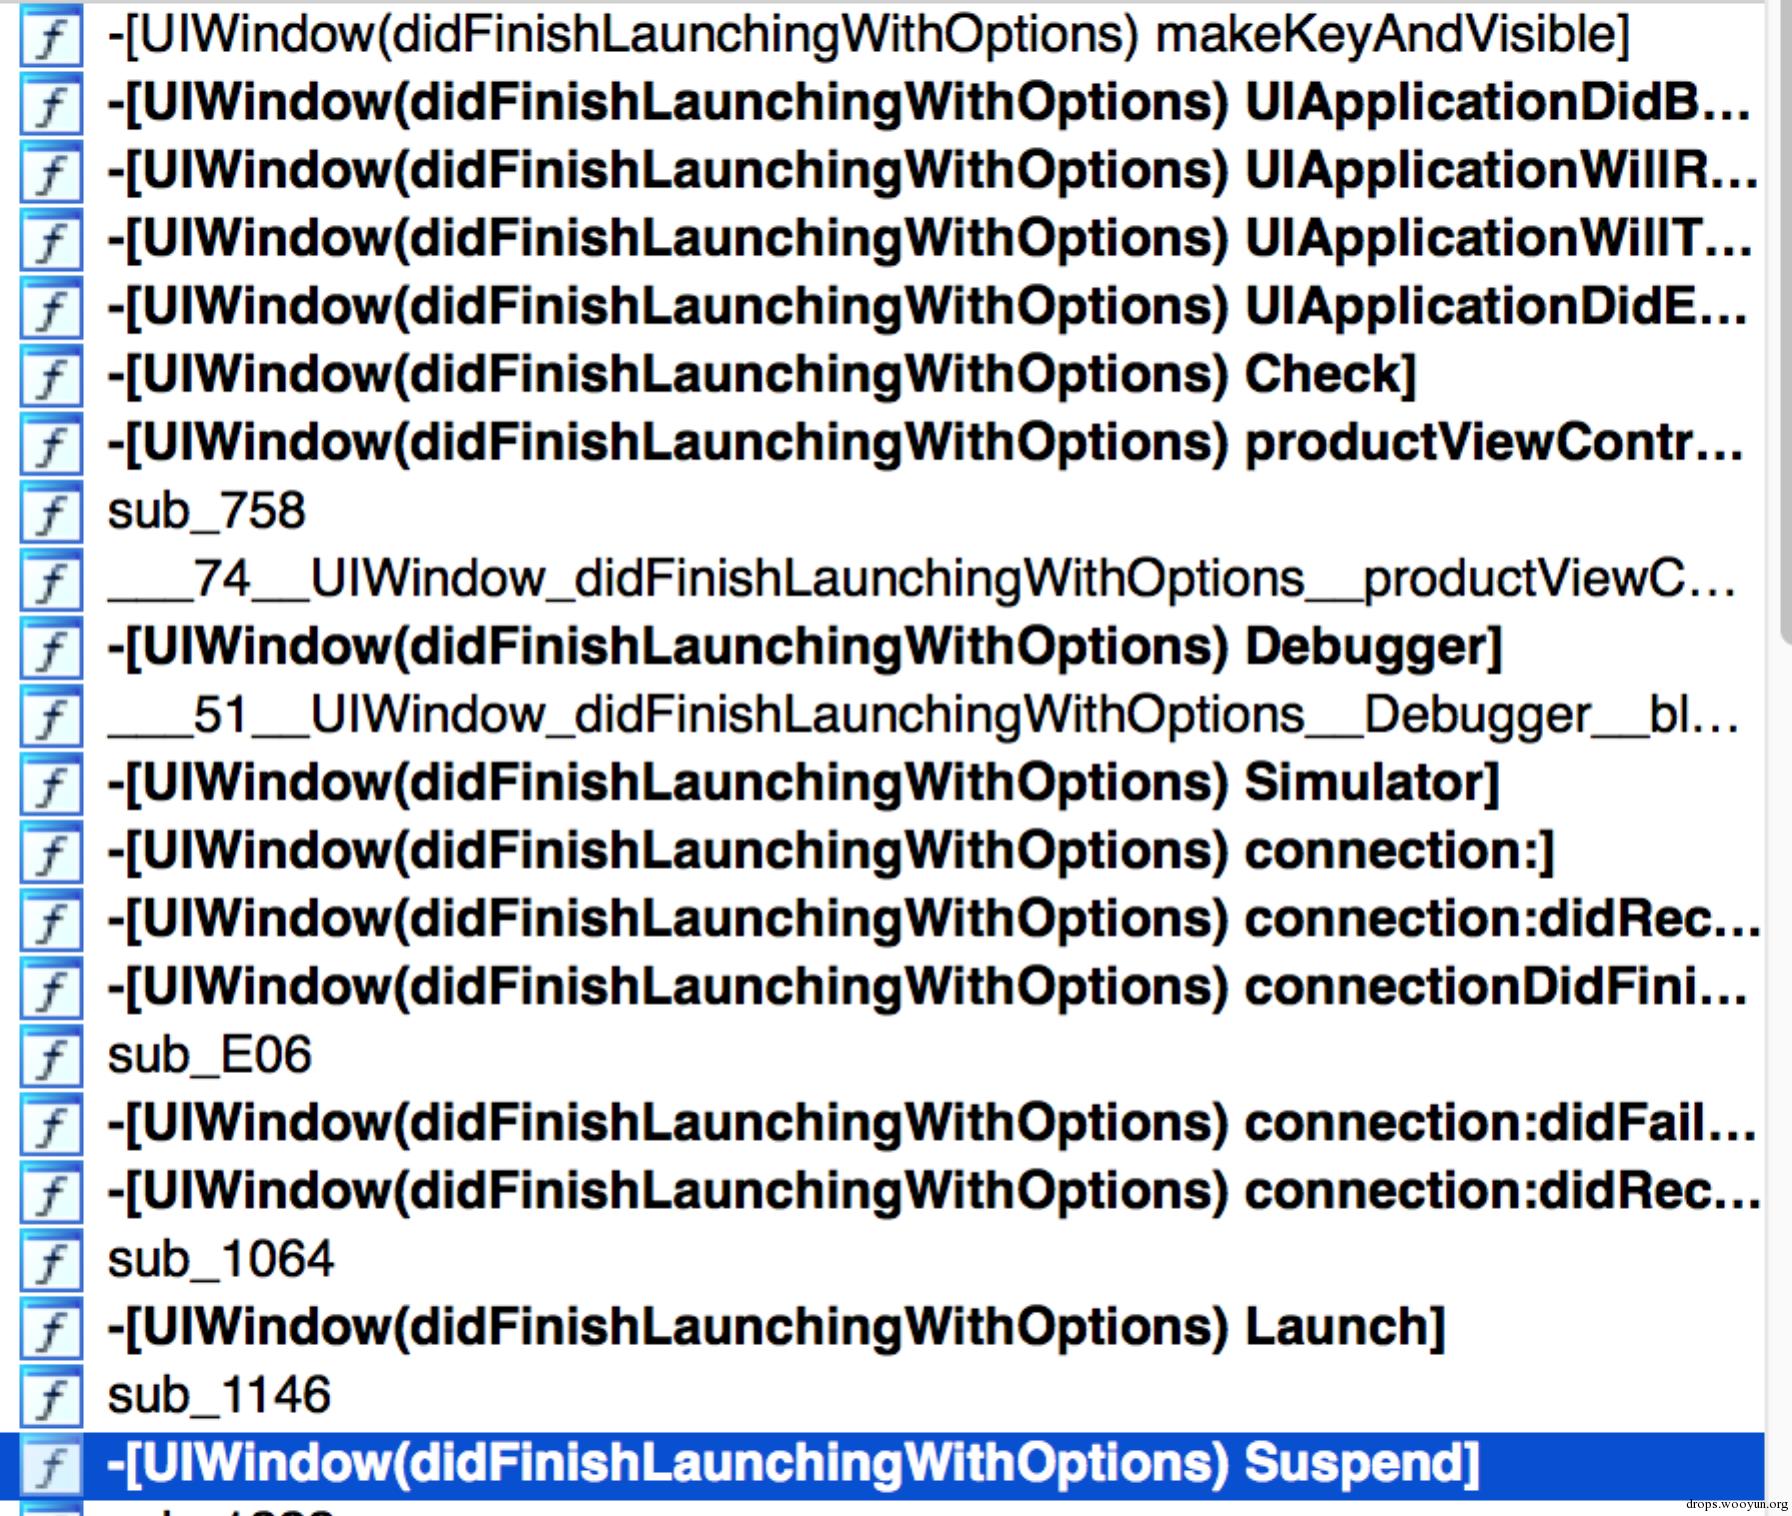 -[UIWindow(didFinishLaunchingWithOptions) makeKeyAndVisible]
-[UIWindow(didFinishLaunchingWithOptions) UIApplicationDidB...
-[UIWindow(didFinishLaunchingWithOptions) UIApplicationWillR...
-[UIWindow(didFinishLaunchingWithOptions) UIApplicationWillT...
-[UIWindow(didFinishLaunchingWithOptions) UIApplicationDidE...
-[UIWindow(didFinishLaunchingWithOptions) Check]
-[UIWindow(didFinishLaunchingWithOptions) productViewContr...
sub_758
___74__UIWindow_didFinishLaunchingWithOptions__productViewC...
-[UIWindow(didFinishLaunchingWithOptions) Debugger]
___51__UIWindow_didFinishLaunchingWithOptions__Debugger__bl...
-[UIWindow(didFinishLaunchingWithOptions) Simulator]
-[UIWindow(didFinishLaunchingWithOptions) connection:]
-[UIWindow(didFinishLaunchingWithOptions) connection:didRec...
-[UIWindow(didFinishLaunchingWithOptions) connectionDidFini...
sub_E06
-[UIWindow(didFinishLaunchingWithOptions) connection:didFail...
-[UIWindow(didFinishLaunchingWithOptions) connection:didRec...
sub_1064
-[UIWindow(didFinishLaunchingWithOptions) Launch]
sub_1146
-[UIWindow(didFinishLaunchingWithOptions) Suspend]
drops.wooyun.org